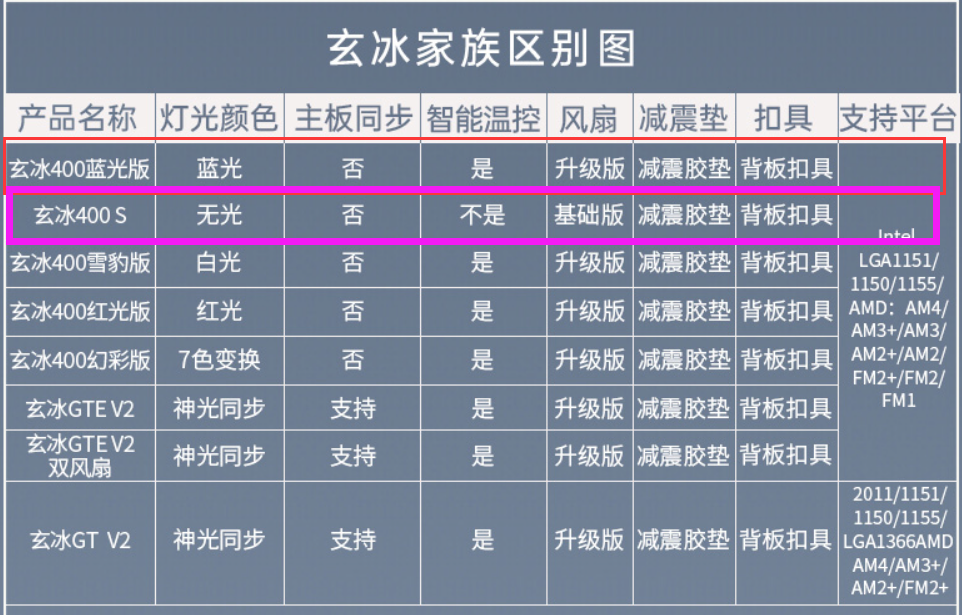 玄冰家族区别图
产品名称 灯光颜色 主板同步 智能温控 风扇 减震垫 扣具 支持平台
玄冰400蓝光版 蓝光 否 是 升级版 减震胶垫 背板扣具
玄冰400 S 无光 否 不是 基础版 减震胶垫 背板扣具
玄冰400雪豹版 白光 否 是 升级版 减震胶垫 背板扣具
玄冰400红光版 红光 否 是 升级版 减震胶垫 背板扣具
玄冰400幻彩版 7色变换 否 是 升级版 减震胶垫 背板扣具
玄冰GTE V2 神光同步 支持 是 升级版 减震胶垫 背板扣具
玄冰GTE V2
双风扇 神光同步 支持 是 升级版 减震胶垫 背板扣具
Intel
LGA1151/
1150/1155/
AMD: AM4/
AM3+/AM3/
AM2+/AM2/
FM2+/FM2/
FM1
玄冰GT V2 神光同步 支持 是 升级版 减震胶垫 背板扣具
2011/1151/
1150/1155/
LGA1366AMD
AM4/AM3+/
AM2+/FM2+